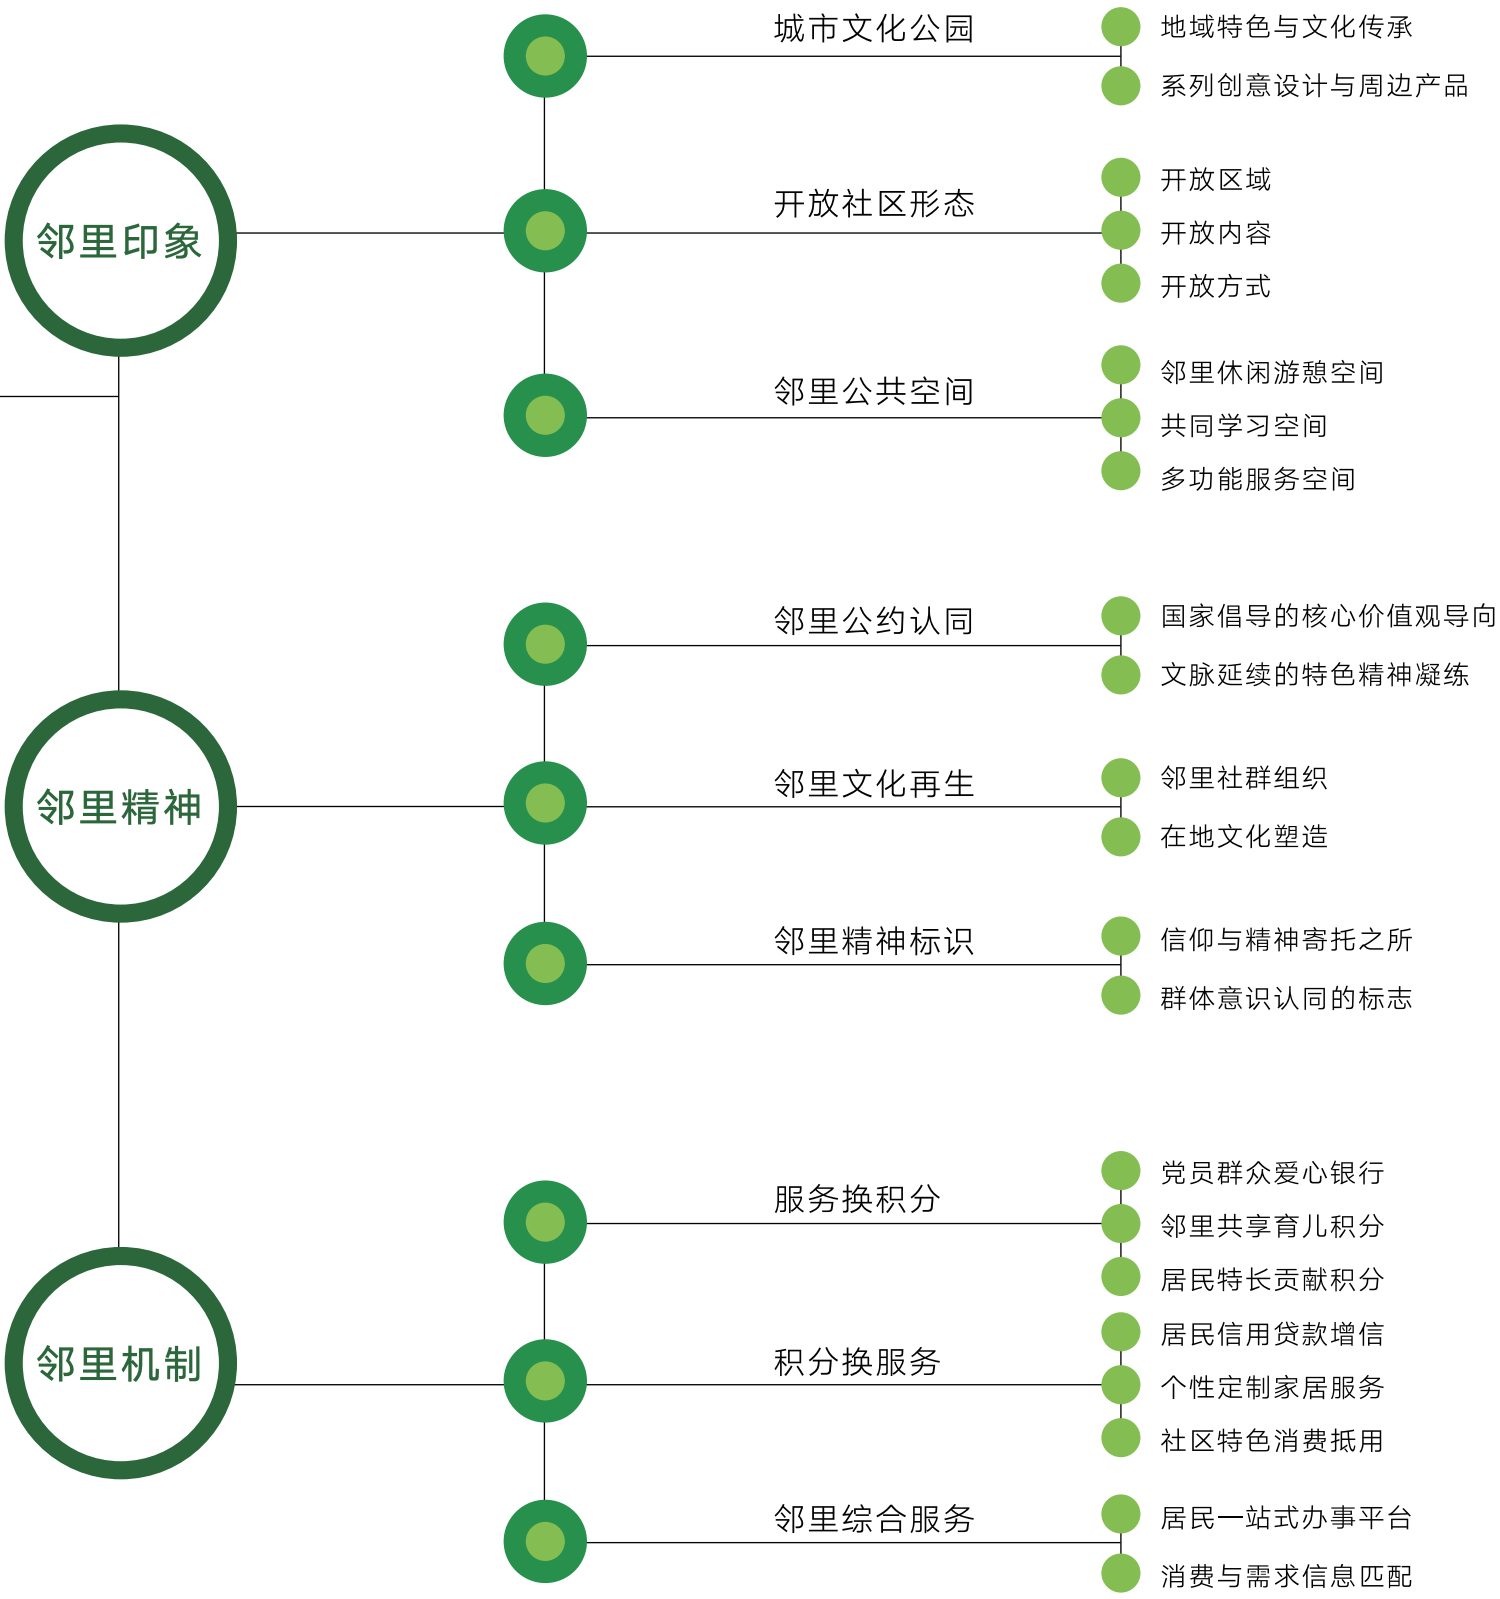 邻里印象
城市文化公园
地域特色与文化传承
系列创意设计与周边产品
开放社区形态
开放区域
开放内容
开放方式
邻里公共空间
邻里休闲游憩空间
共同学习空间
多功能服务空间
邻里精神
邻里公约认同
国家倡导的核心价值观导向
文脉延续的特色精神凝练
邻里文化再生
邻里社群组织
在地文化塑造
邻里精神标识
信仰与精神寄托之所
群体意识认同的标志
邻里机制
服务换积分
党员群众爱心银行
邻里共享育儿积分
居民特长贡献积分
积分换服务
居民信用贷款增信
个性定制家居服务
社区特色消费抵用
邻里综合服务
居民一站式办事平台
消费与需求信息匹配